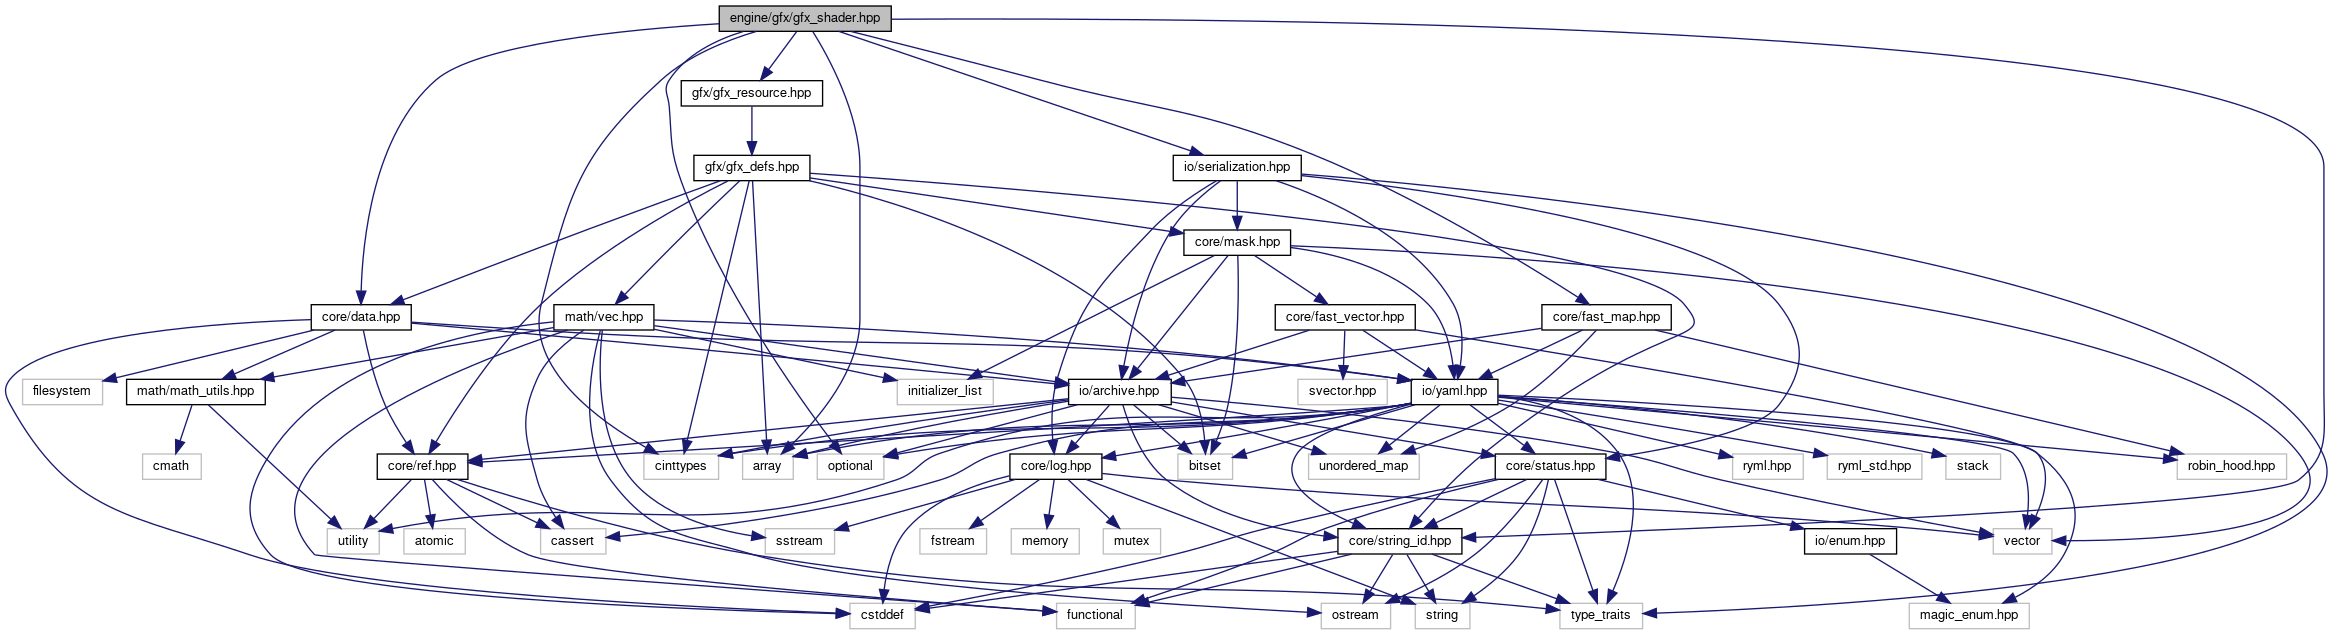 engine/gfx/gfx_shader.hpp
gfx/gfx_resource.hpp
gfx/gfx_defs.hpp
io/serialization.hpp
core/mask.hpp
core/data.hpp
math/vec.hpp
core/fast_vector.hpp
core/fast_map.hpp
filesystem
math/math_utils.hpp
initializer_list
io/archive.hpp
svector.hpp
io/yaml.hpp
cmath
core/ref.hpp
cinttypes
array
optional
core/log.hpp
bitset
unordered_map
core/status.hpp
ryml.hpp
ryml_std.hpp
stack
robin_hood.hpp
utility
atomic
cassert
sstream
fstream
memory
mutex
core/string_id.hpp
io/enum.hpp
vector
cstddef
functional
ostream
string
type_traits
magic_enum.hpp